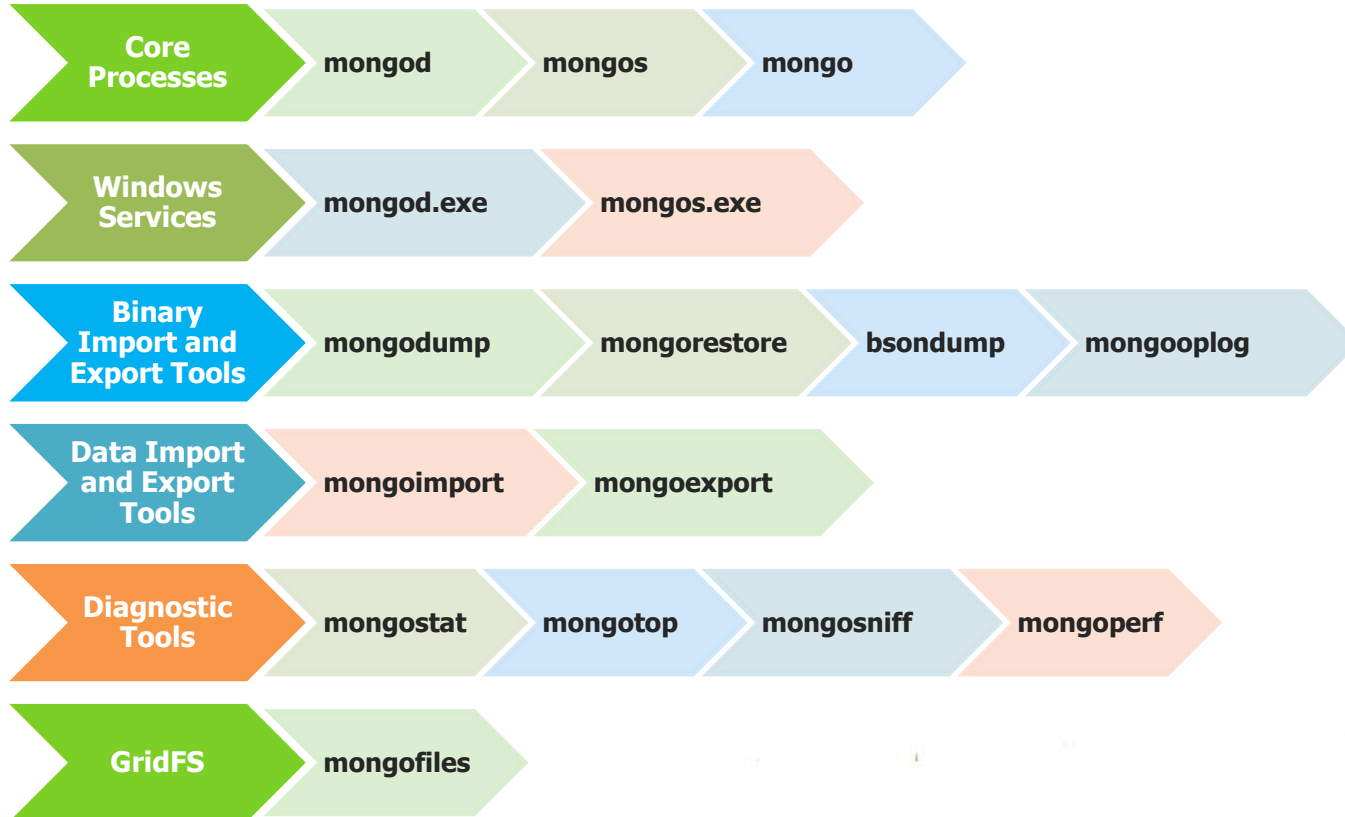 Core
Processes
mongod
mongos
mongo
Windows
Services
mongod.exe
mongos.exe
Binary
Import and
Export Tools
mongodump
mongorestore
bsondump
mongooplog
Data Import
and Export
Tools
mongoimport
mongoexport
Diagnostic
Tools
mongostat
mongotop
mongosniff
mongoperf
GridFS
mongofiles